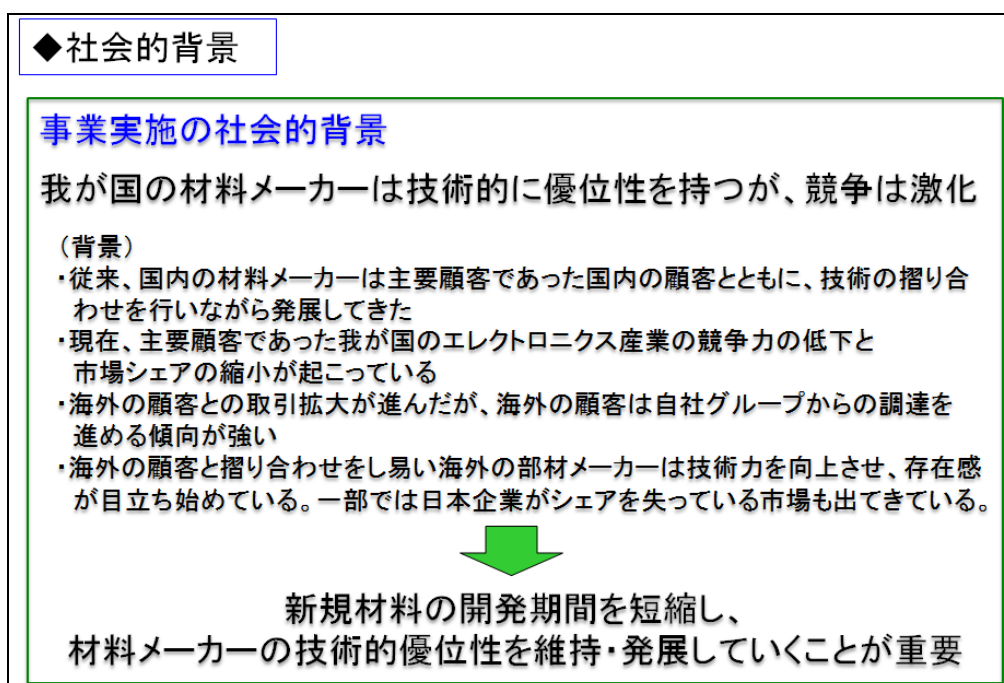 ◆社会的背景
事業実施の社会的背景
我が国の材料メーカーは技術的に優位性を持つが、競争は激化
（背景）
・従来、国内の材料メーカーは主要顧客であった国内の顧客とともに、技術の摺り合
わせを行いながら発展してきた
・現在、主要顧客であった我が国のエレクトロニクス産業の競争力の低下と
市場シェアの縮小が起こっている
・海外の顧客との取引拡大が進んだが、海外の顧客は自社グループからの調達を
進める傾向が強い
・海外の顧客と摺り合わせをし易い海外の部材メーカーは技術力を向上させ、存在感
が目立ち始めている。一部では日本企業がシェアを失っている市場も出てきている。
新規材料の開発期間を短縮し、
材料メーカーの技術的優位性を維持・発展していくことが重要